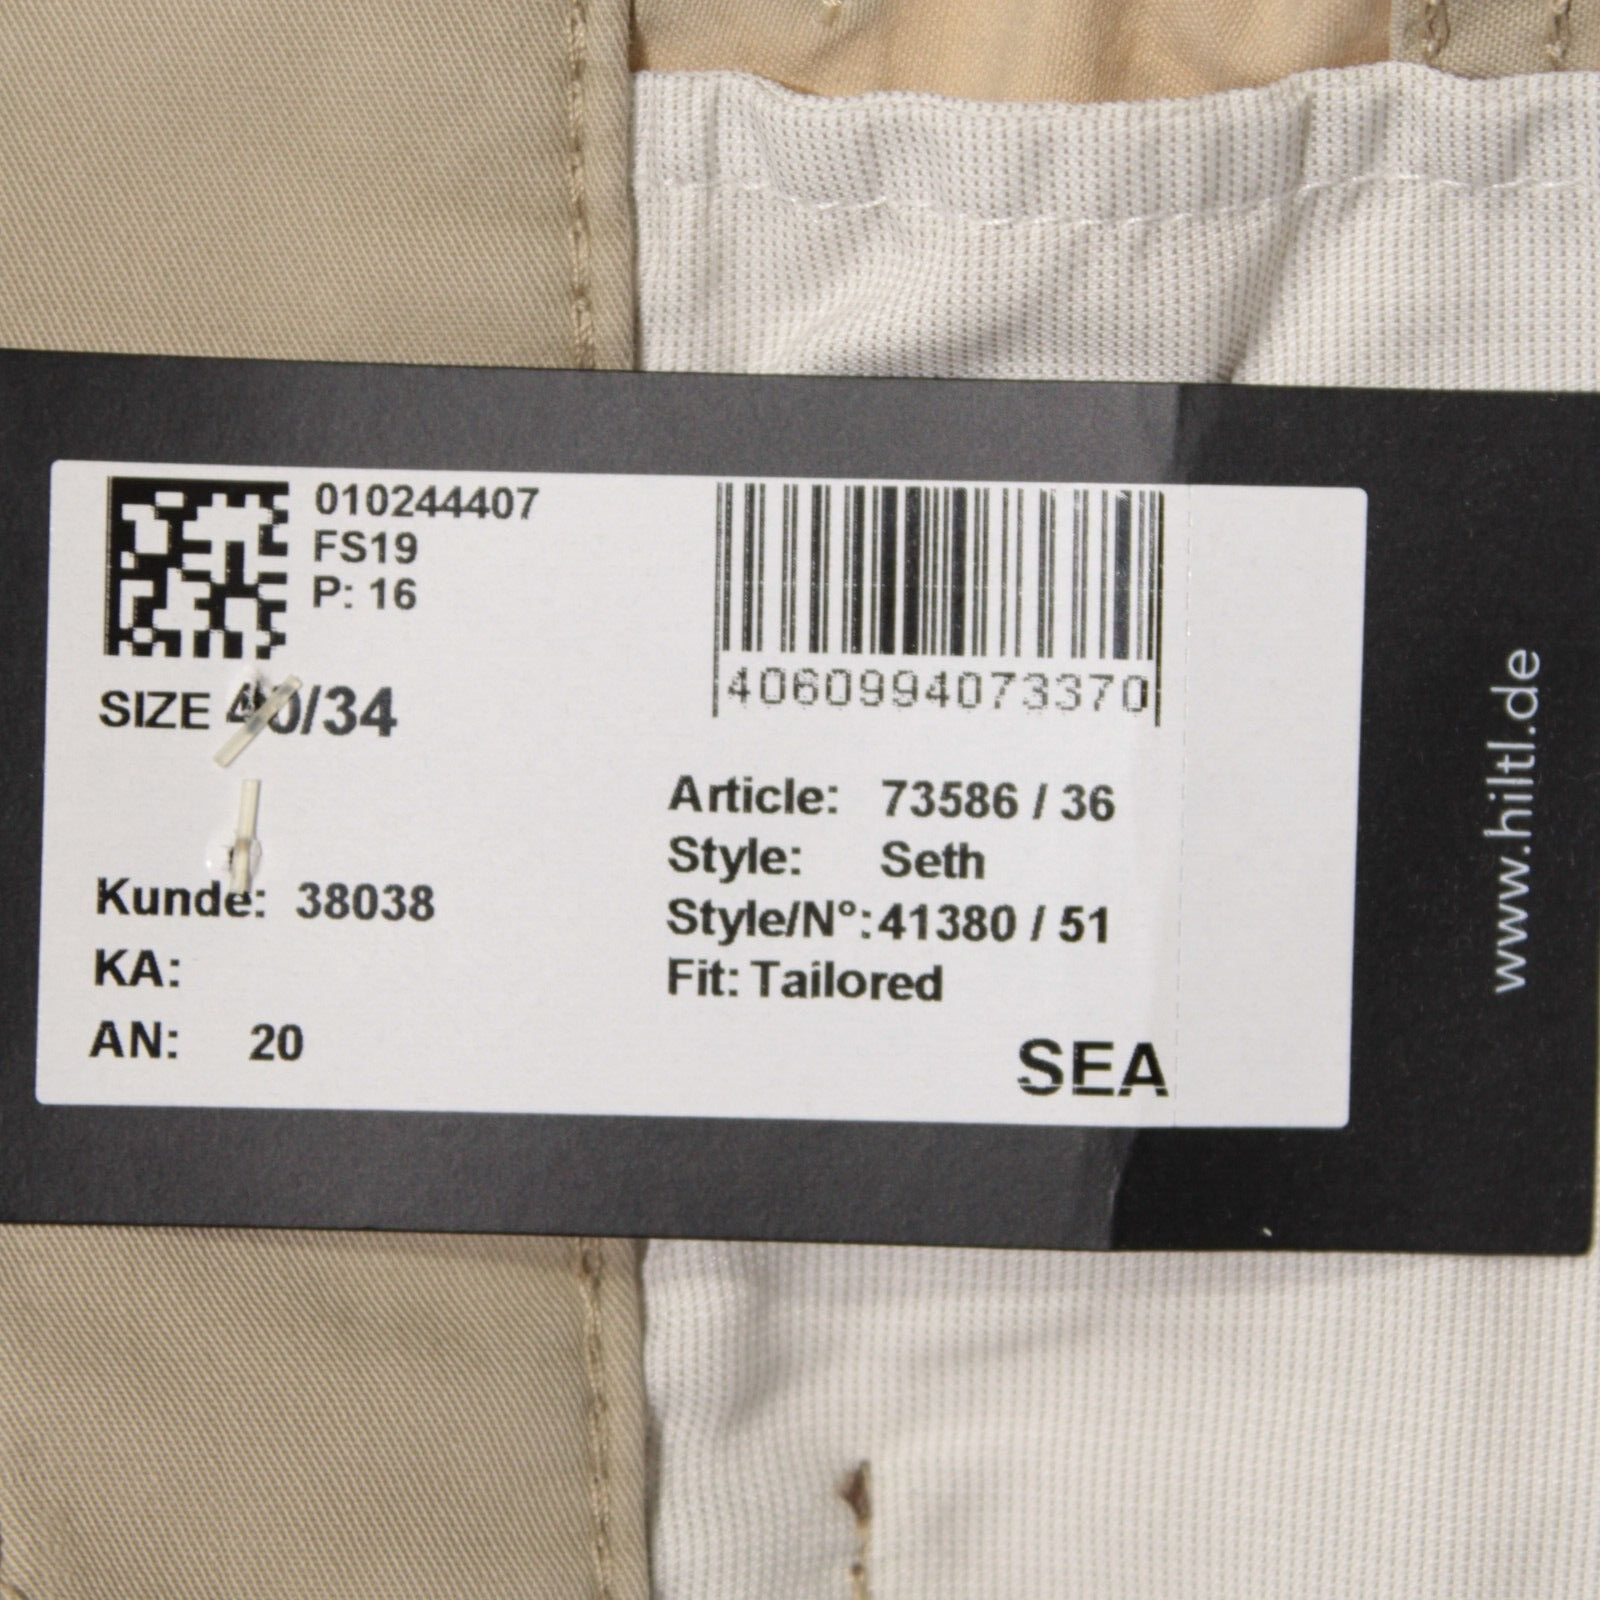 010244407
FS19
P: 16
SIZE 40/34
4060994073370
Kunde: 38038
KA:
AN: 20
Article: 73586 / 36
Style: Seth
Style/N°: 41380 / 51
Fit: Tailored
SEA
www.hiltl.de